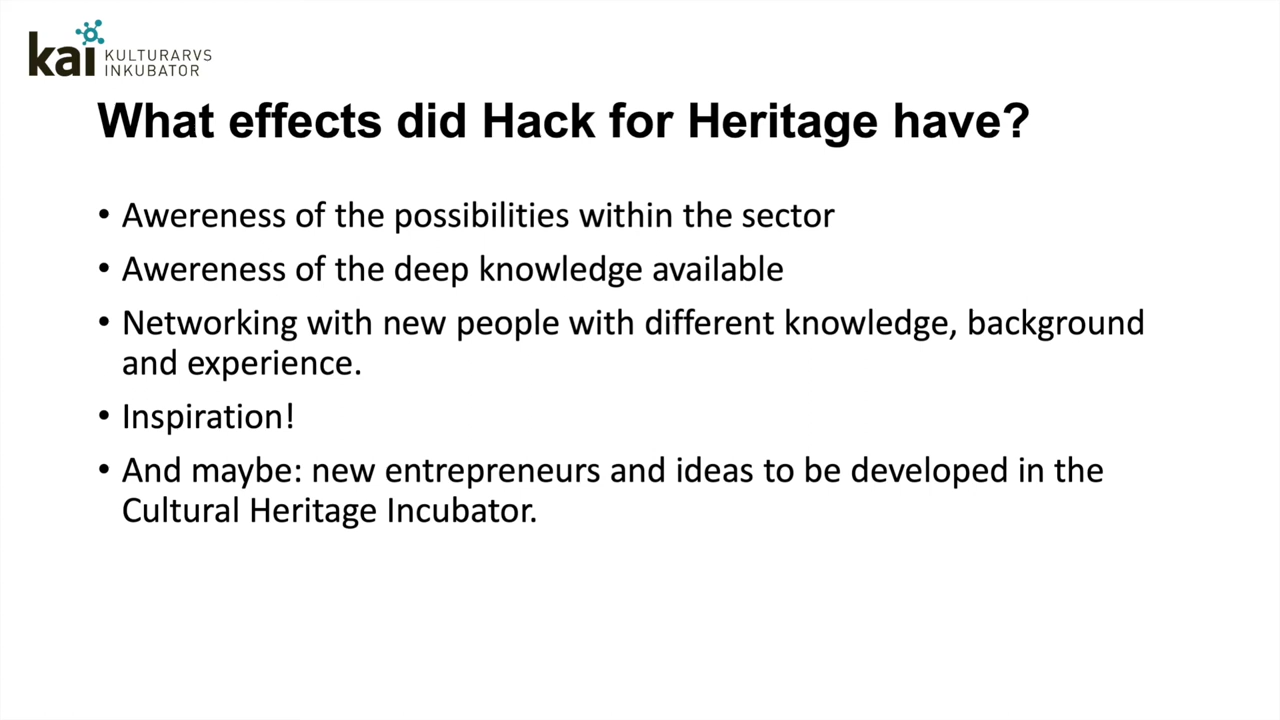 kai KULTURARVS
INKUBATOR
What effects did Hack for Heritage have?
• Awereness of the possibilities within the sector
• Awereness of the deep knowledge available
• Networking with new people with different knowledge, background
and experience.
• Inspiration!
• And maybe: new entrepreneurs and ideas to be developed in the
Cultural Heritage Incubator.